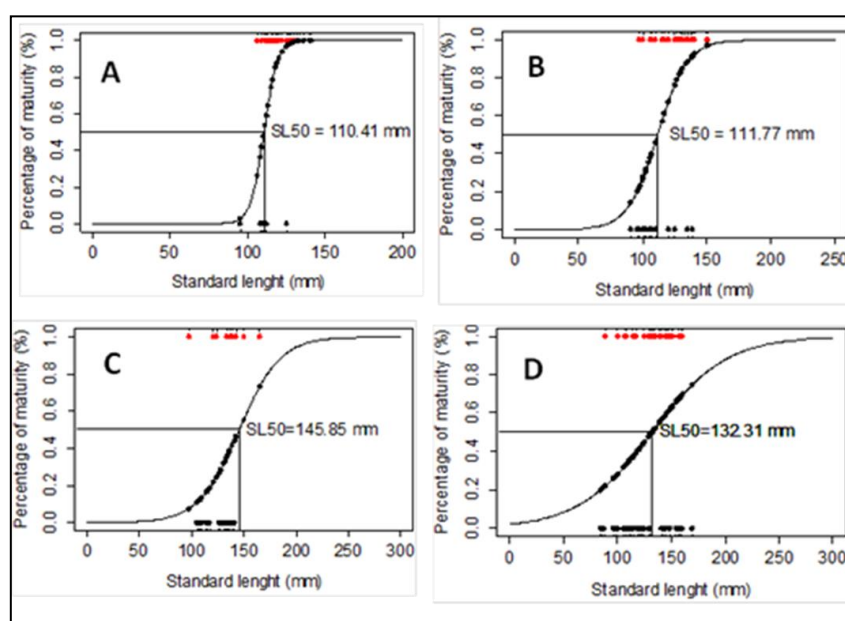 A
Percentage of maturity (%)
0.0 0.2 0.4 0.6 0.8 1.0
SL50 = 110.41 mm
0 50 100 150 200
Standard lenght (mm)
B
Percentage of maturity (%)
0.0 0.2 0.4 0.6 0.8 1.0
SL50 = 111.77 mm
0 50 100 150 200 250
Standard lenght (mm)
C
Percentage of maturity (%)
0.0 0.2 0.4 0.6 0.8 1.0
SL50=145.85 mm
0 50 100 150 200 250 300
Standard lenght (mm)
D
Percentage of maturity (%)
0.0 0.2 0.4 0.6 0.8 1.0
SL50=132.31 mm
0 50 100 150 200 250 300
Standard lenght (mm)